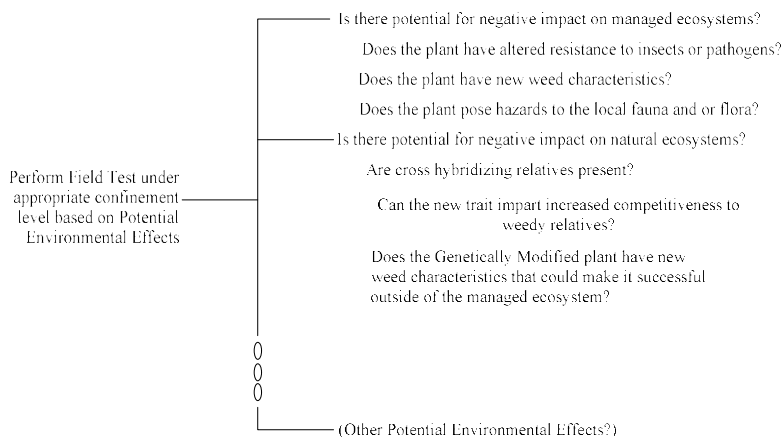 Is there potential for negative impact on managed ecosystems?
Does the plant have altered resistance to insects or pathogens?
Does the plant have new weed characteristics?
Does the plant pose hazards to the local fauna and or flora?
Is there potential for negative impact on natural ecosystems?
Are cross hybridizing relatives present?
Perform Field Test under
appropriate confinement
level based on Potential
Environmental Effects
Can the new trait impart increased competitiveness to
weedy relatives?
Does the Genetically Modified plant have new
weed characteristics that could make it successful
outside of the managed ecosystem?
(Other Potential Environmental Effects?)